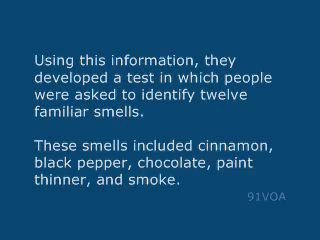 Using this information, they
developed a test in which people
were asked to identify twelve
familiar smells.
These smells included cinnamon,
black pepper, chocolate, paint
thinner, and smoke.
91VOA